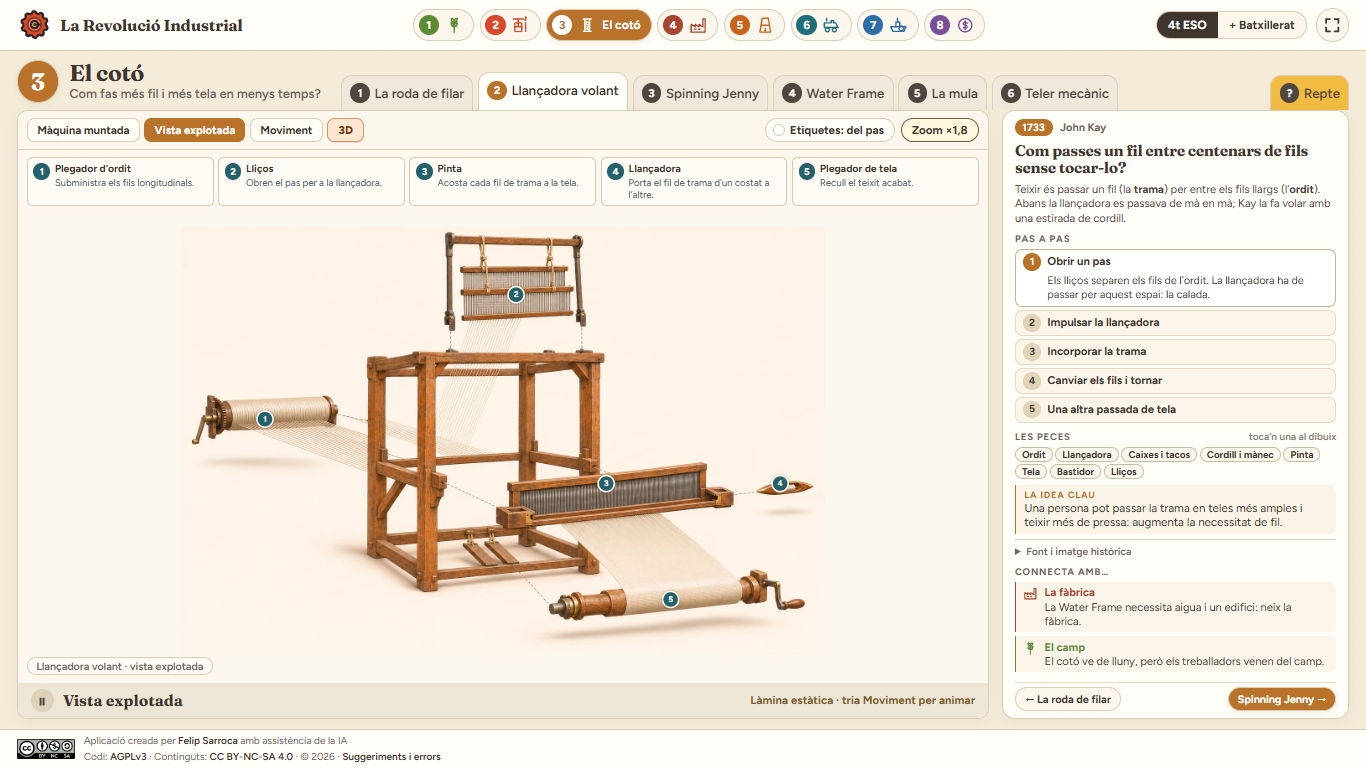 La Revolució Industrial
1
2
3 El cotó
4
5
6
7
8
4t ESO
+ Batxillerat
3
El cotó
Com fas més fil i més tela en menys temps?
1 La roda de filar
2 Llançadora volant
3 Spinning Jenny
4 Water Frame
5 La mula
6 Teler mecànic
? Repte
Màquina muntada
Vista explotada
Moviment
3D
Etiquetes: del pas
Zoom ×1,8
1 Plegador d'ordit
Subministra els fils longitudinals.
2 Lliços
Obren el pas per a la llançadora.
3 Pinta
Acosta cada fil de trama a la tela.
4 Llançadora
Porta el fil de trama d'un costat a
l'altre.
5 Plegador de tela
Recull el teixit acabat.
2
1
3
4
5
Llançadora volant · vista explotada
Vista explotada
Làmina estàtica · tria Moviment per animar
1733 John Kay
Com passes un fil entre centenars de fils
sense tocar-lo?
Teixir és passar un fil (la trama) per entre els fils llargs (l'ordit).
Abans la llançadora es passava de mà en mà; Kay la fa volar amb
una estirada de cordill.
PAS A PAS
1 Obrir un pas
Els lliços separen els fils de l'ordit. La llançadora ha de
passar per aquest espai: la calada.
2 Impulsar la llançadora
3 Incorporar la trama
4 Canviar els fils i tornar
5 Una altra passada de tela
LES PECES
toca'n una al dibuix
Ordit Llançadora Caixes i tacos Cordill i mànec Pinta
Tela Bastidor Lliços
LA IDEA CLAU
Una persona pot passar la trama en teles més amples i
teixir més de pressa: augmenta la necessitat de fil.
▶ Font i imatge històrica
CONNECTA AMB…
La fàbrica
La Water Frame necessita aigua i un edifici: neix la
fàbrica.
El camp
El cotó ve de lluny, però els treballadors venen del camp.
← La roda de filar
Spinning Jenny →
CC BY NC SA
Aplicació creada per Felip Sarroca amb assistència de la IA
Codi: AGPLv3 · Continguts: CC BY-NC-SA 4.0 · © 2026 · Suggeriments i errors